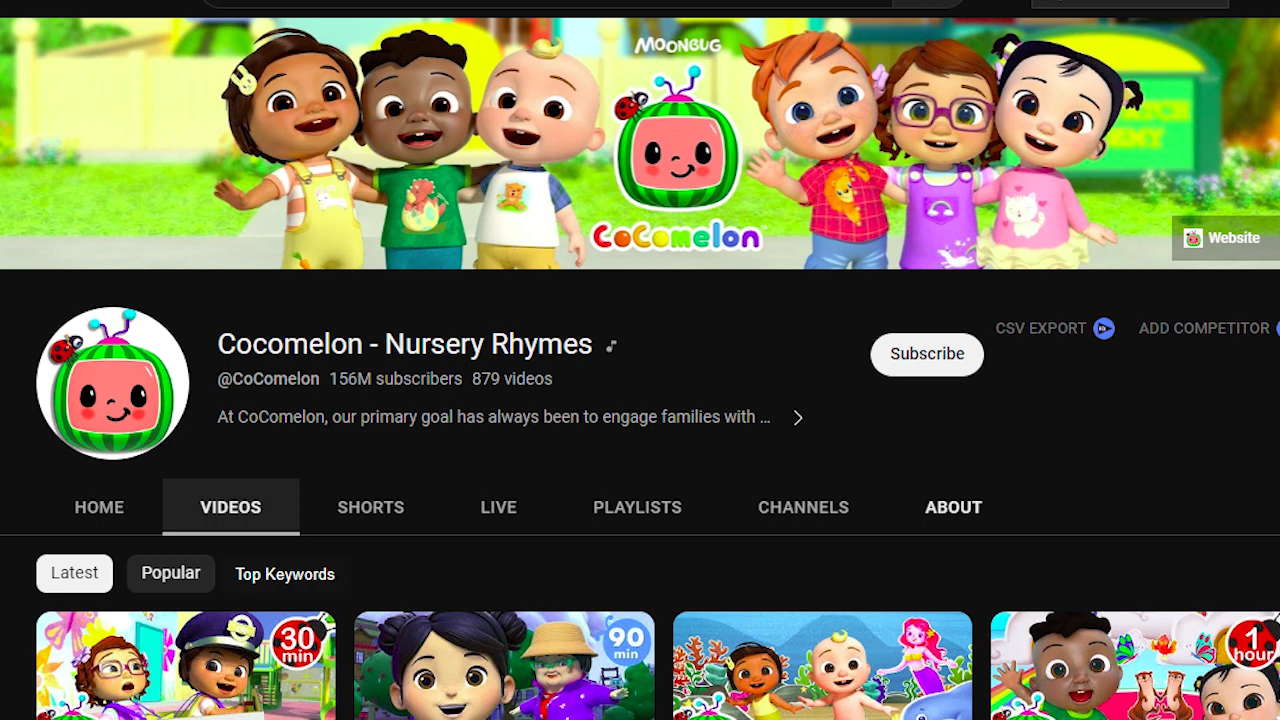 MOONBUG
CoComelon
Website
Cocomelon - Nursery Rhymes
@CoComelon 156M subscribers 879 videos
At CoComelon, our primary goal has always been to engage families with ...
Subscribe
CSV EXPORT
ADD COMPETITOR
HOME VIDEOS SHORTS LIVE PLAYLISTS CHANNELS ABOUT
Latest Popular Top Keywords
30
min
90
min
1
hour